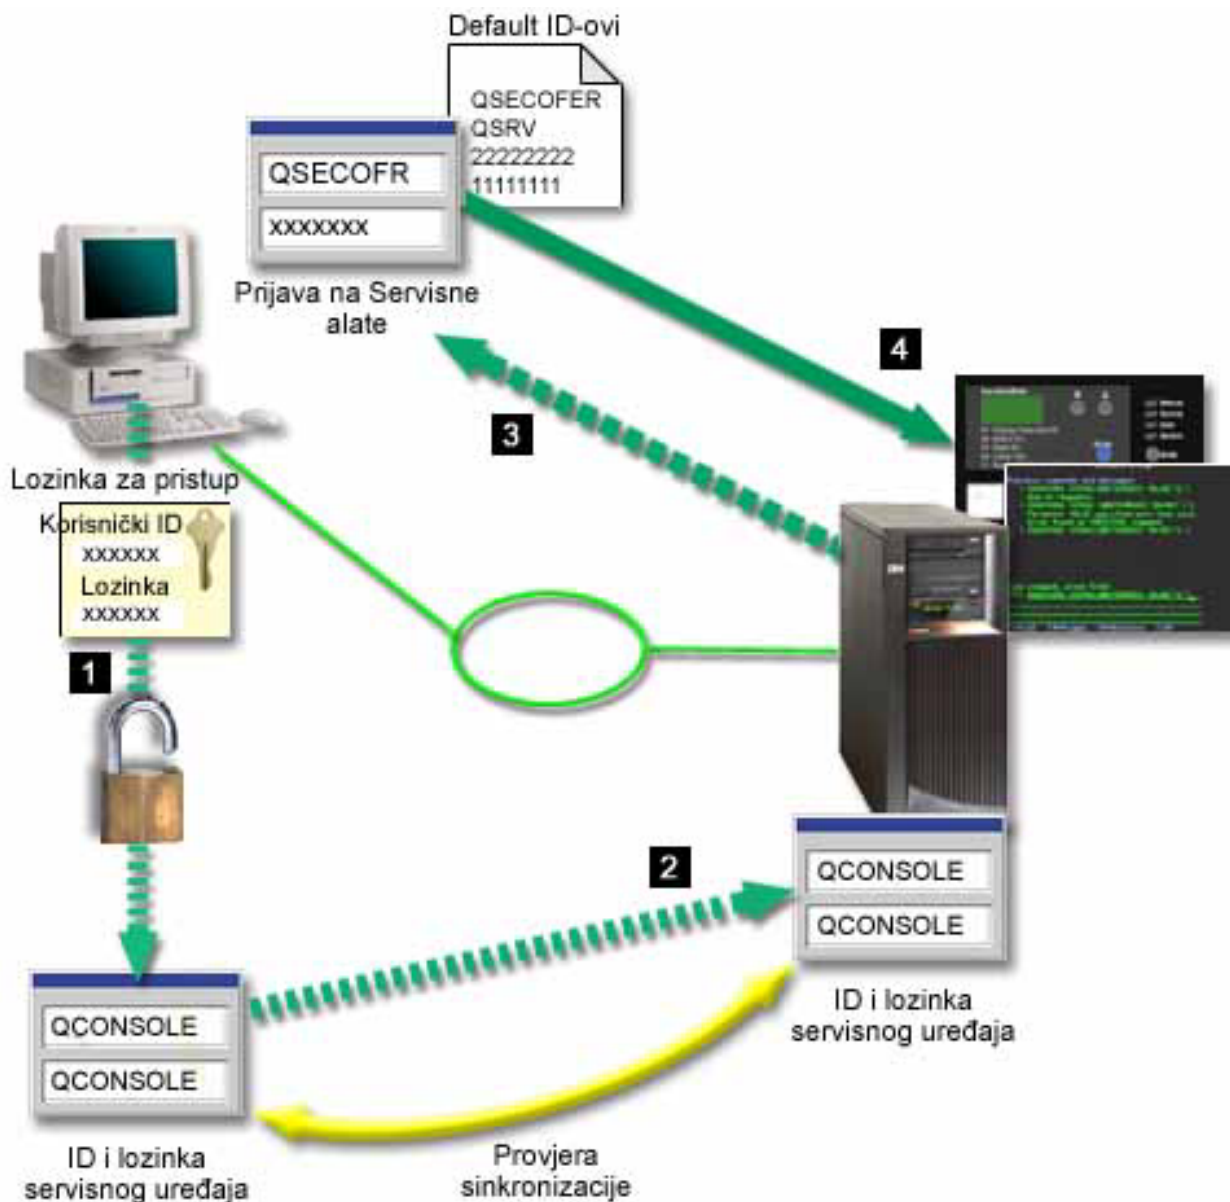 Default ID-ovi
QSECOFER
QSRV
22222222
11111111
QSECOFR
xxxxxxx
Prijava na Servisne
alate
4
3
Lozinka za pristup
Korisnički ID
xxxxxx
Lozinka
xxxxxx
1
IBM
2
QCONSOLE
QCONSOLE
ID i lozinka
servisnog uređaja
QCONSOLE
QCONSOLE
ID i lozinka
servisnog uređaja
Provjera
sinkronizacije